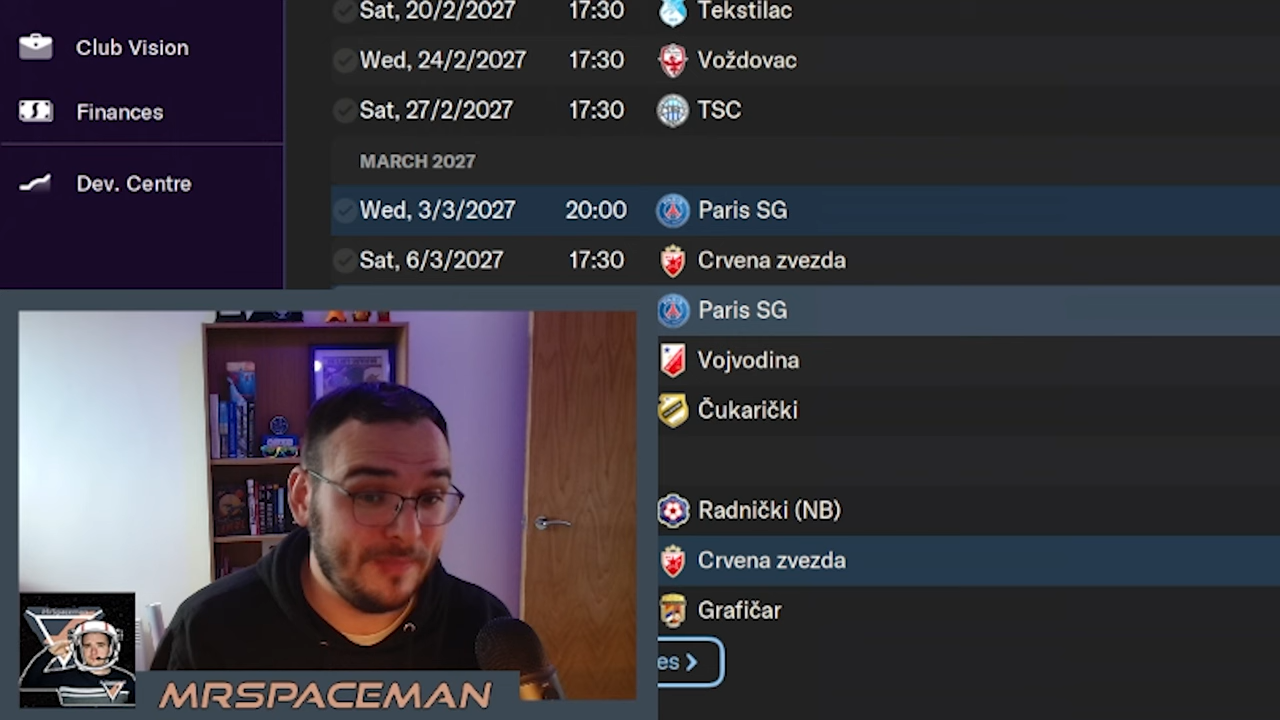 Club Vision
Finances
Dev. Centre
Sat, 20/2/2027 17:30 Tekstilac
Wed, 24/2/2027 17:30 Voždovac
Sat, 27/2/2027 17:30 TSC
MARCH 2027
Wed, 3/3/2027 20:00 Paris SG
Sat, 6/3/2027 17:30 Crvena zvezda
Paris SG
Vojvodina
Čukarički
Radnički (NB)
Crvena zvezda
Grafičar
es
MrSpaceman
MRSPACEMAN